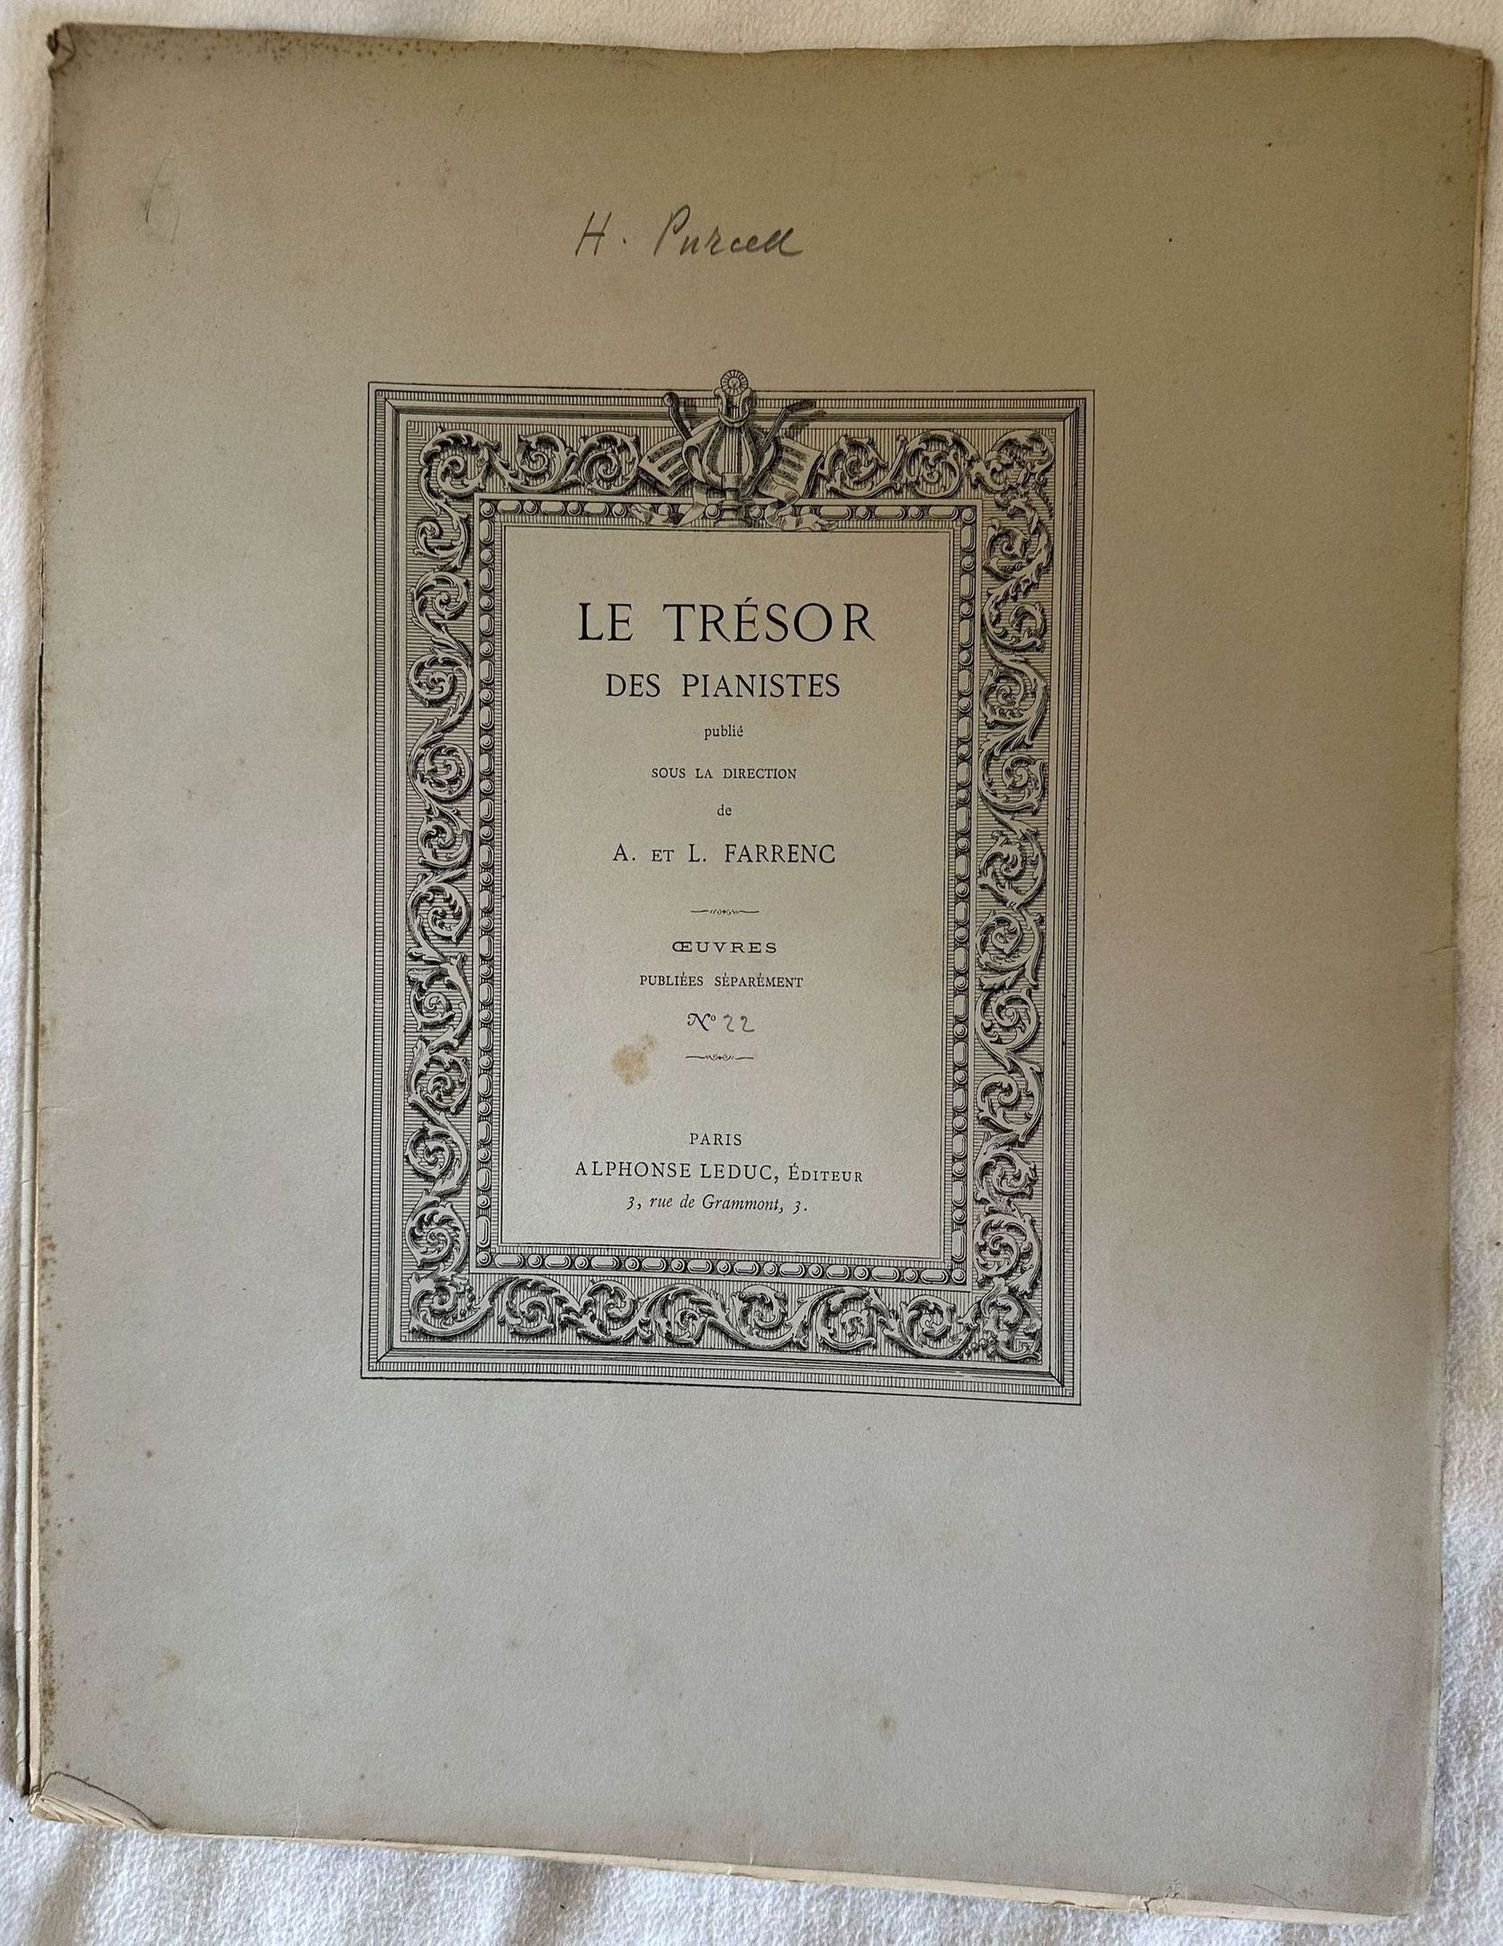 H. Purcell
LE TRÉSOR
DES PIANISTES
publié
SOUS LA DIRECTION
de
A. ET L. FARRENC
ŒUVRES
PUBLIÉES SÉPARÉMENT
Nº 22
PARIS
ALPHONSE LEDUC, ÉDITEUR
3, rue de Grammont, 3.